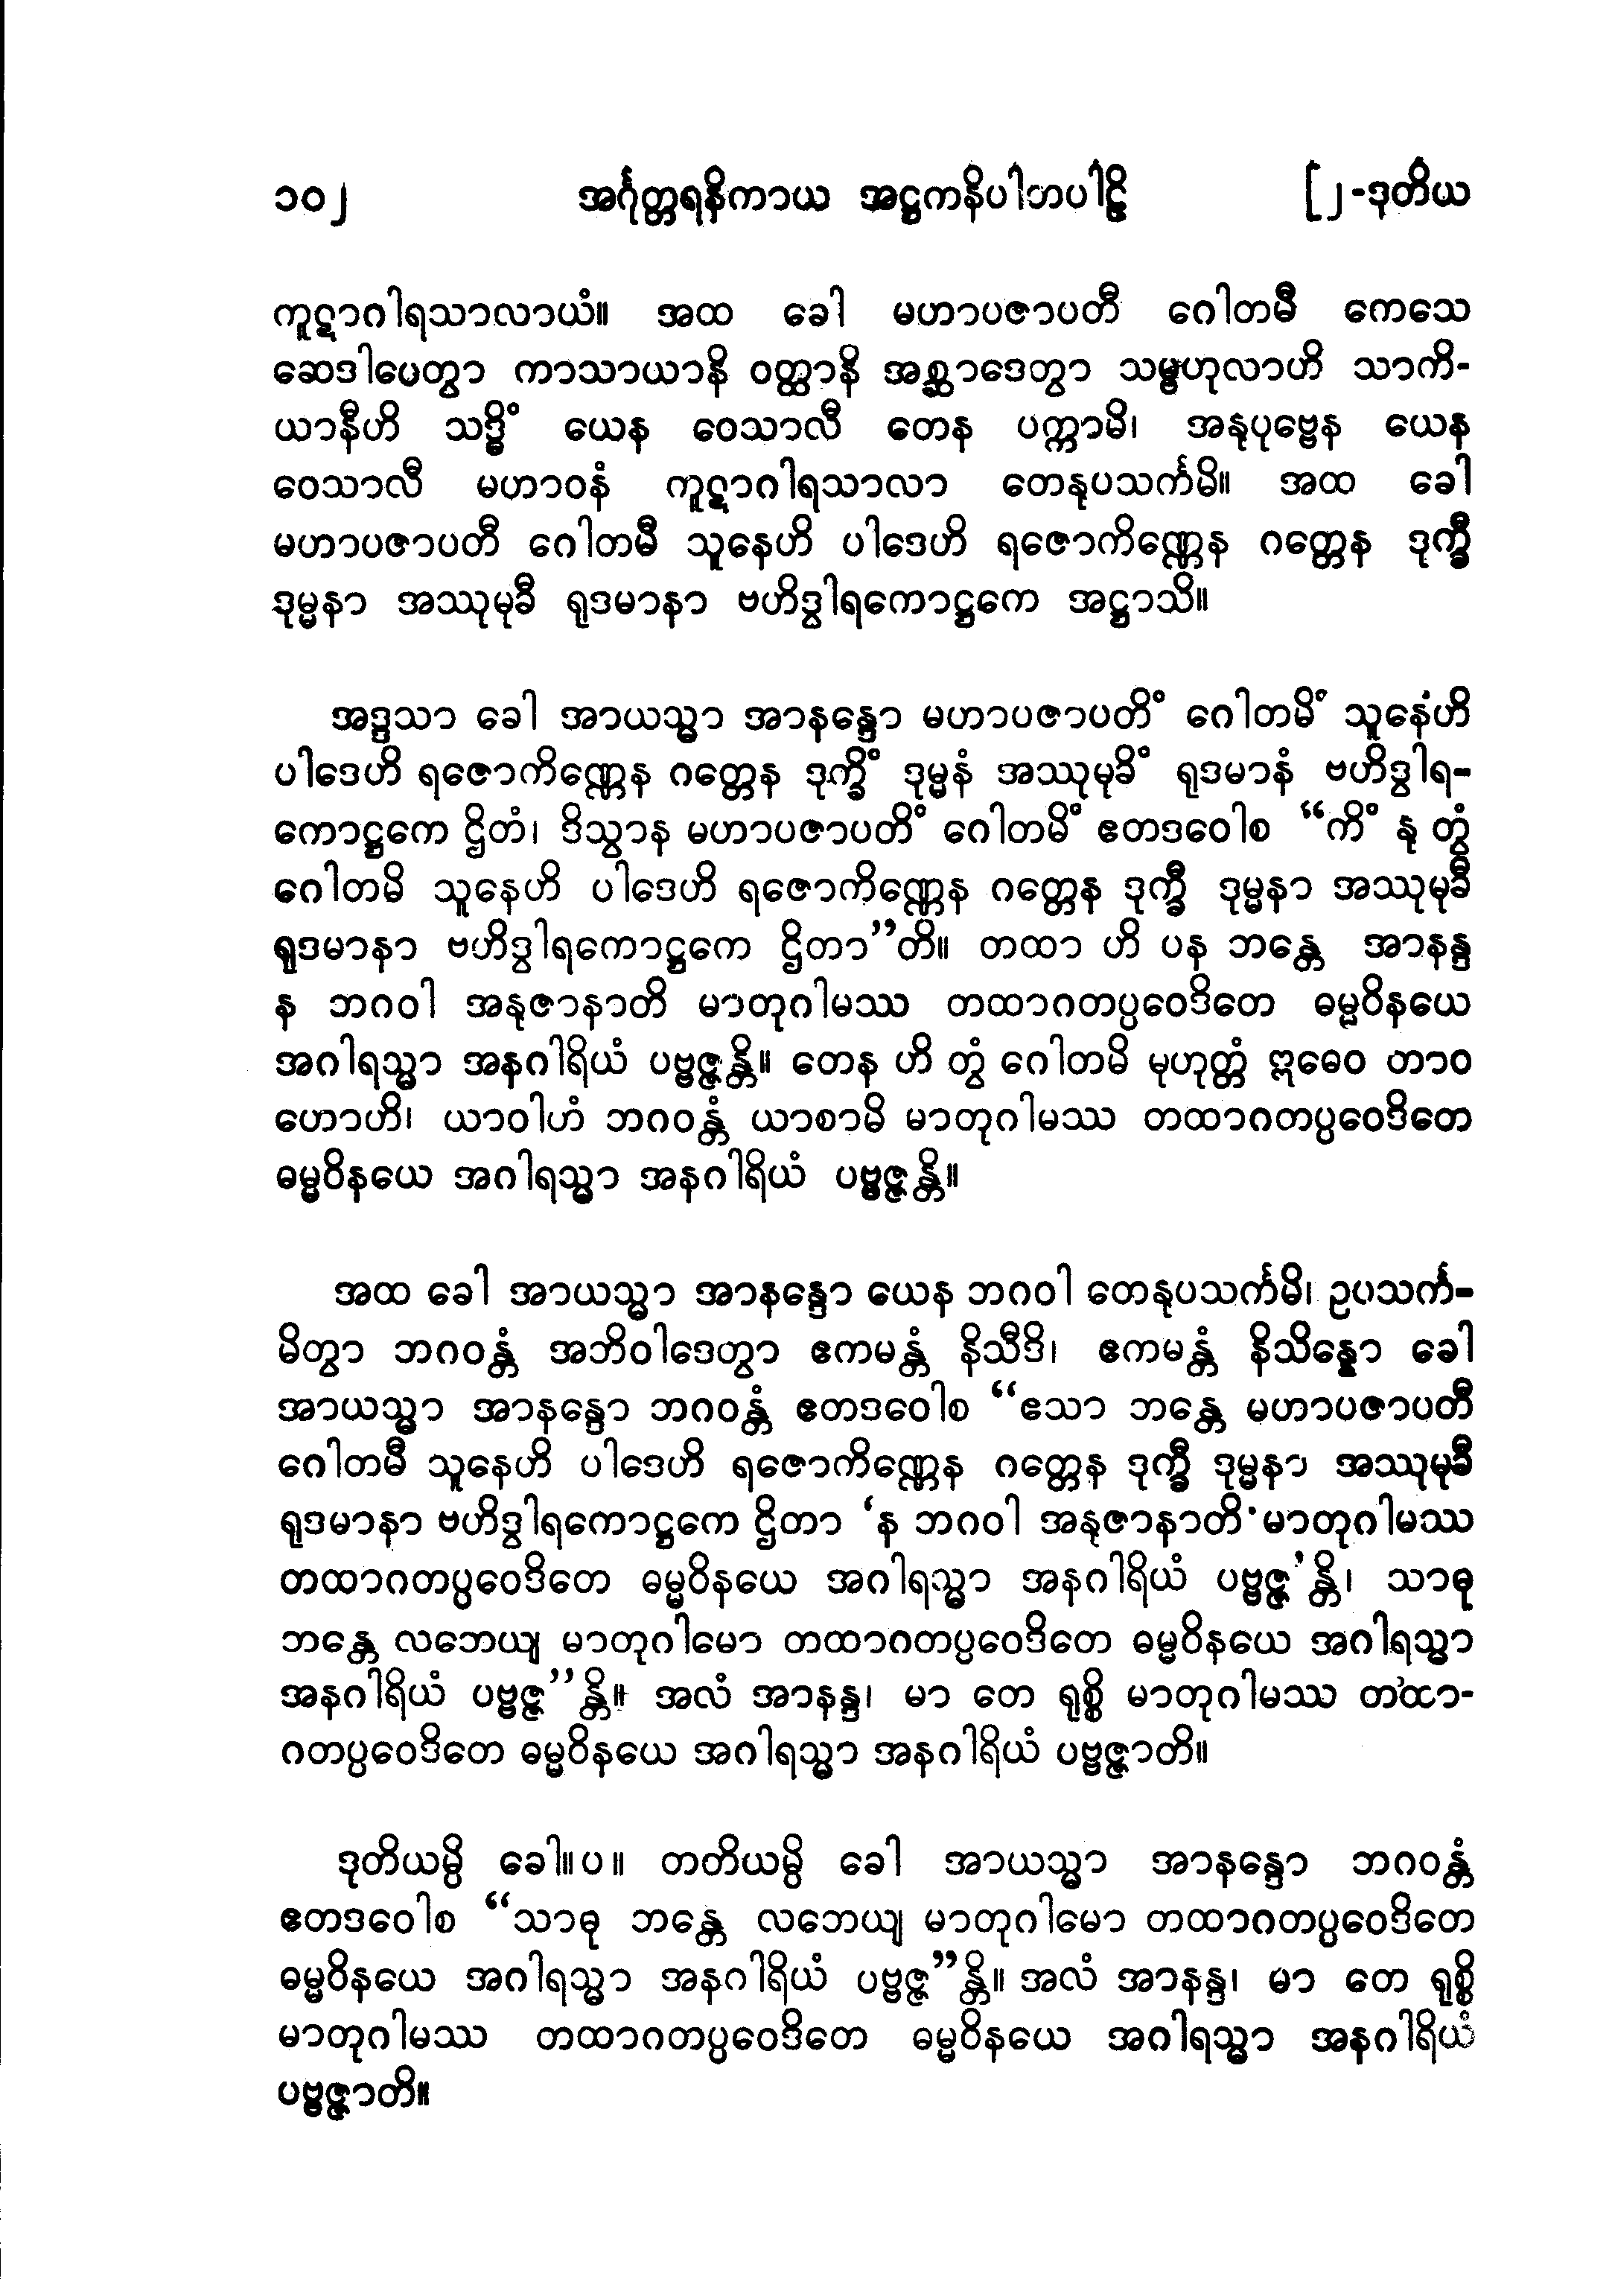 ၁၀၂ အင်္ဂုတ္တရနိကာယ အဋ္ဌကနိပါတပါဠိ [၂-ဒုတိယ
ကူဋာဂါရသာလာယံ။ အထ ခေါ မဟာပဇာပတီ ဂေါတမီ ကေသေ
ဆေဒါပေတွာ ကာသာယာနိ ဝတ္ထာနိ အစ္ဆာဒေတွာ သမ္ဗဟုလာဟိ သာကိ-
ယာနီဟိ သဒ္ဓိံ ယေန ဝေသာလီ တေန ပက္ကာမိ၊ အနုပုဗ္ဗေန ယေန
ဝေသာလီ မဟာဝနံ ကူဋာဂါရသာလာ တေနုပသင်္ကမိ။ အထ ခေါ
မဟာပဇာပတီ ဂေါတမီ သူနေဟိ ပါဒေဟိ ရဇောကိဏ္ဏေန ဂတ္တေန ဒုက္ခီ
ဒုမ္မနာ အဿုမုခီ ရုဒမာနာ ဗဟိဒွါရကောဋ္ဌကေ အဋ္ဌာသိ။
အဒ္ဒသာ ခေါ အာယသ္မာ အာနန္ဒော မဟာပဇာပတိံ ဂေါတမိံ သူနေဟိ
ပါဒေဟိ ရဇောကိဏ္ဏေန ဂတ္တေန ဒုက္ခိံ ဒုမ္မနံ အဿုမုခိံ ရုဒမာနံ ဗဟိဒွါရ-
ကောဋ္ဌကေ ဌိတံ၊ ဒိသွာန မဟာပဇာပတိံ ဂေါတမိံ ဧတဒဝေါစ “ကိံ နု တွံ
ဂေါတမိ သူနေဟိ ပါဒေဟိ ရဇောကိဏ္ဏေန ဂတ္တေန ဒုက္ခီ ဒုမ္မနာ အဿုမုခီ
ရုဒမာနာ ဗဟိဒွါရကောဋ္ဌကေ ဌိတာ”တိ။ တထာ ဟိ ပန ဘန္တေ အာနန္ဒ
န ဘဂဝါ အနုဇာနာတိ မာတုဂါမဿ တထာဂတပ္ပဝေဒိတေ ဓမ္မဝိနယေ
အဂါရသ္မာ အနဂါရိယံ ပဗ္ဗဇ္ဇန္တိ။ တေန ဟိ တွံ ဂေါတမိ မုဟုတ္တံ ဣဓေဝ တာဝ
ဟောဟိ၊ ယာဝါဟံ ဘဂဝန္တံ ယာစာမိ မာတုဂါမဿ တထာဂတပ္ပဝေဒိတေ
ဓမ္မဝိနယေ အဂါရသ္မာ အနဂါရိယံ ပဗ္ဗဇ္ဇန္တိ။
အထ ခေါ အာယသ္မာ အာနန္ဒော ယေန ဘဂဝါ တေနုပသင်္ကမိ၊ ဥပသင်္က-
မိတွာ ဘဂဝန္တံ အဘိဝါဒေတွာ ဧကမန္တံ နိသီဒိ၊ ဧကမန္တံ နိသိန္နော ခေါ
အာယသ္မာ အာနန္ဒော ဘဂဝန္တံ ဧတဒဝေါစ “ဧသာ ဘန္တေ မဟာပဇာပတီ
ဂေါတမီ သူနေဟိ ပါဒေဟိ ရဇောကိဏ္ဏေန ဂတ္တေန ဒုက္ခီ ဒုမ္မနာ အဿုမုခီ
ရုဒမာနာ ဗဟိဒွါရကောဋ္ဌကေ ဌိတာ ‘န ဘဂဝါ အနုဇာနာတိ မာတုဂါမဿ
တထာဂတပ္ပဝေဒိတေ ဓမ္မဝိနယေ အဂါရသ္မာ အနဂါရိယံ ပဗ္ဗဇ္ဇ’န္တိ၊ သာဓု
ဘန္တေ လဘေယျ မာတုဂါမော တထာဂတပ္ပဝေဒိတေ ဓမ္မဝိနယေ အဂါရသ္မာ
အနဂါရိယံ ပဗ္ဗဇ္ဇ”န္တိ။ အလံ အာနန္ဒ၊ မာ တေ ရုစ္စိ မာတုဂါမဿ တထာ-
ဂတပ္ပဝေဒိတေ ဓမ္မဝိနယေ အဂါရသ္မာ အနဂါရိယံ ပဗ္ဗဇ္ဇာတိ။
ဒုတိယမ္ပိ ခေါ။ပ။ တတိယမ္ပိ ခေါ အာယသ္မာ အာနန္ဒော ဘဂဝန္တံ
ဧတဒဝေါစ “သာဓု ဘန္တေ လဘေယျ မာတုဂါမော တထာဂတပ္ပဝေဒိတေ
ဓမ္မဝိနယေ အဂါရသ္မာ အနဂါရိယံ ပဗ္ဗဇ္ဇ”န္တိ။ အလံ အာနန္ဒ၊ မာ တေ ရုစ္စိ
မာတုဂါမဿ တထာဂတပ္ပဝေဒိတေ ဓမ္မဝိနယေ အဂါရသ္မာ အနဂါရိယံ
ပဗ္ဗဇ္ဇာတိ။